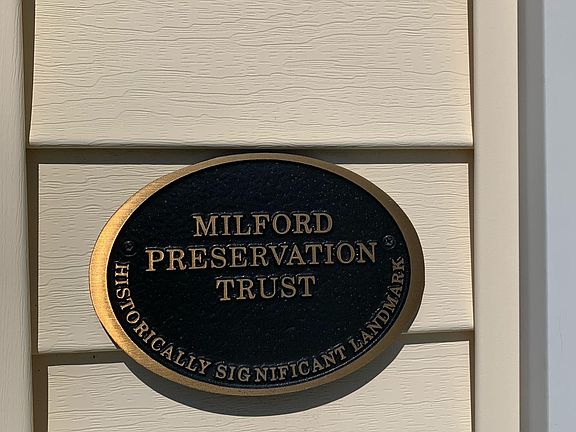 MILFORD
PRESERVATION
TRUST
HISTORICALLY SIGNIFICANT LANDMARK